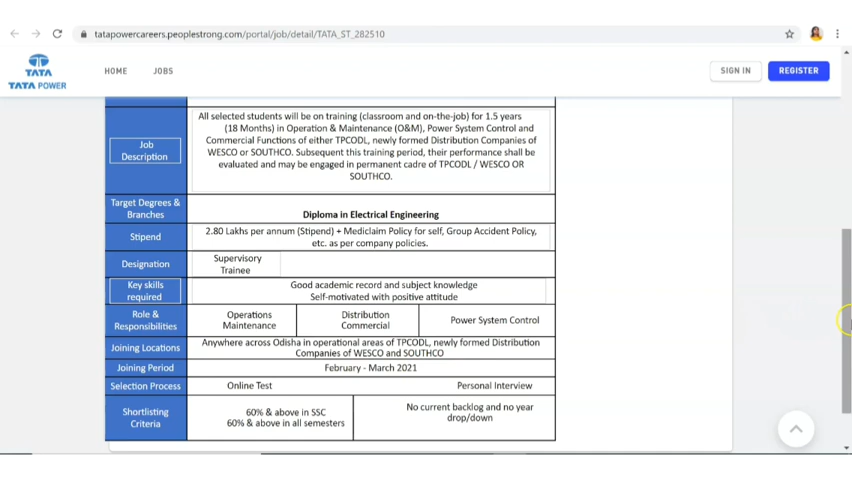 tatapowercareers.peoplestrong.com/portal/job/detail/TATA_ST_282510
TATA
TATA POWER
HOME
JOBS
SIGN IN
REGISTER
Job
Description
All selected students will be on training (classroom and on-the-job) for 1.5 years
(18 Months) in Operation & Maintenance (O&M), Power System Control and
Commercial Functions of either TPCODL, newly formed Distribution Companies of
WESCO or SOUTHCO. Subsequent this training period, their performance shall be
evaluated and may be engaged in permanent cadre of TPCODL / WESCO OR
SOUTHCO.
Target Degrees &
Branches
Diploma in Electrical Engineering
Stipend
2.80 Lakhs per annum (Stipend) + Mediclaim Policy for self, Group Accident Policy,
etc. as per company policies.
Designation
Supervisory
Trainee
Key skills
required
Good academic record and subject knowledge
Self-motivated with positive attitude
Role &
Responsibilities
Operations
Maintenance
Distribution
Commercial
Power System Control
Joining Locations
Anywhere across Odisha in operational areas of TPCODL, newly formed Distribution
Companies of WESCO and SOUTHCO
Joining Period
February - March 2021
Selection Process
Online Test
Personal Interview
Shortlisting
Criteria
60% & above in SSC
60% & above in all semesters
No current backlog and no year
drop/down